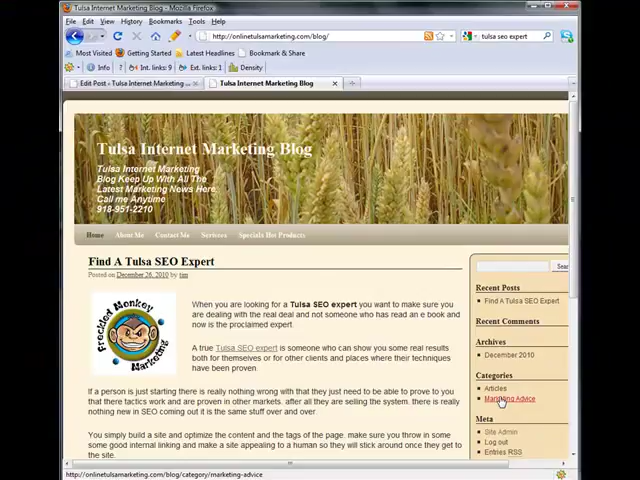 Tulsa Internet Marketing Blog - Mozilla Firefox
File Edit View History Bookmarks Tools Help
http://onlinetulsamarketing.com/blog/
tulsa seo expert
Most Visited Getting Started Latest Headlines Bookmark & Share
Info ? Int. links: 9 Ext. links: 1 Density
Edit Post ‹ Tulsa Internet Marketing ...
Tulsa Internet Marketing Blog
Tulsa Internet Marketing Blog
Tulsa Internet Marketing
Blog Keep Up With All The
Latest Marketing News Here.
Call me Anytime
918-951-2210
Home About Me Contact Me Services Specials Hot Products
Find A Tulsa SEO Expert
Posted on December 26, 2010 by tim
Freckled Monkey
Marketing
When you are looking for a Tulsa SEO expert you want to make sure you
are dealing with the real deal and not someone who has read an e book and
now is the proclaimed expert.
A true Tulsa SEO expert is someone who can show you some real results
both for themselves or for other clients and places where their techniques
have been proven.
If a person is just starting there is really nothing wrong with that they just need to be able to prove to you
that there tactics work and are proven in other markets. after all they are selling the system. there is really
nothing new in SEO coming out it is the same stuff over and over
You simply build a site and optimize the content and the tags of the page. make sure you throw in some
some good internal linking and make a site appealing to a human so they will stick around once they get to
the site.
Sear
Recent Posts
Find A Tulsa SEO Expert
Recent Comments
Archives
December 2010
Categories
Articles
Marketing Advice
Meta
Site Admin
Log out
Entries RSS
http://onlinetulsamarketing.com/blog/category/marketing-advice